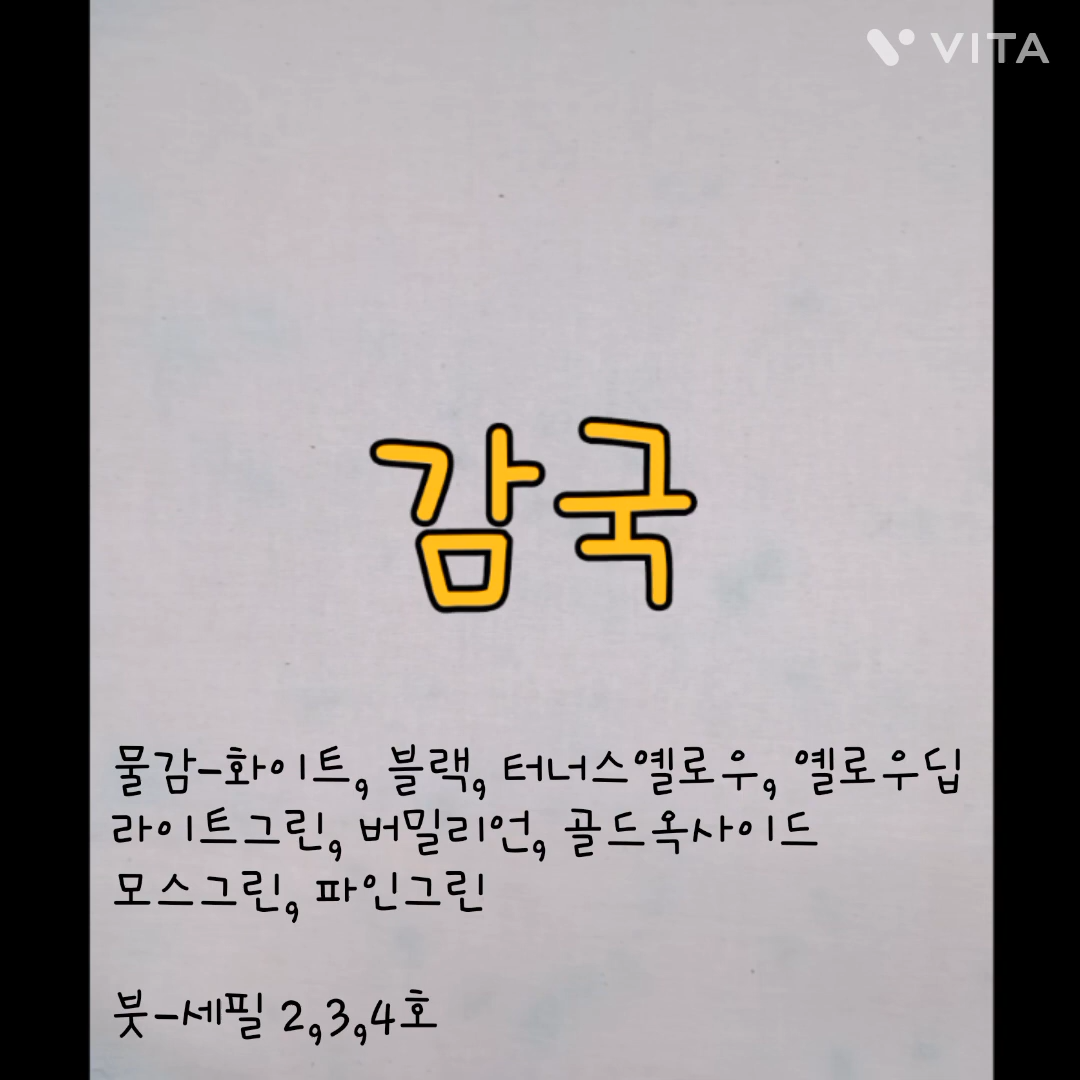 VITA
감국
물감-화이트, 블랙, 터너스옐로우, 옐로우딥
라이트그린, 버밀리언, 골드옥사이드
모스그린, 파인그린
붓-세필 2,3,4호